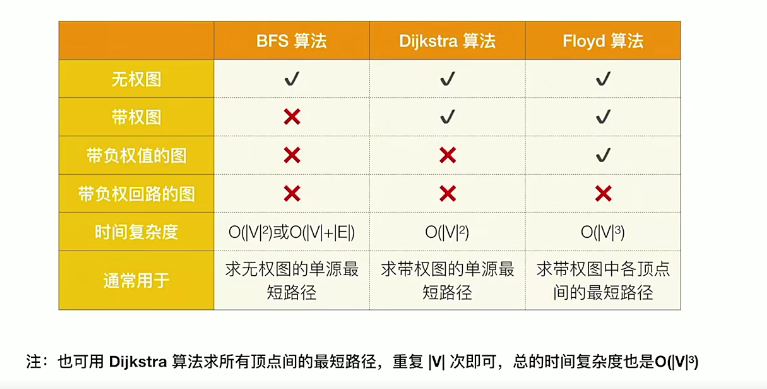 BFS 算法 Dijkstra 算法 Floyd 算法
无权图 ✓ ✓ ✓
带权图 ✕ ✓ ✓
带负权值的图 ✕ ✕ ✓
带负权回路的图 ✕ ✕ ✕
时间复杂度 O(|V|²)或O(|V|+|E|) O(|V|²) O(|V|³)
通常用于 求无权图的单源最短路径 求带权图的单源最短路径 求带权图中各顶点间的最短路径
注：也可用 Dijkstra 算法求所有顶点间的最短路径，重复 |V| 次即可，总的时间复杂度也是O(|V|³)